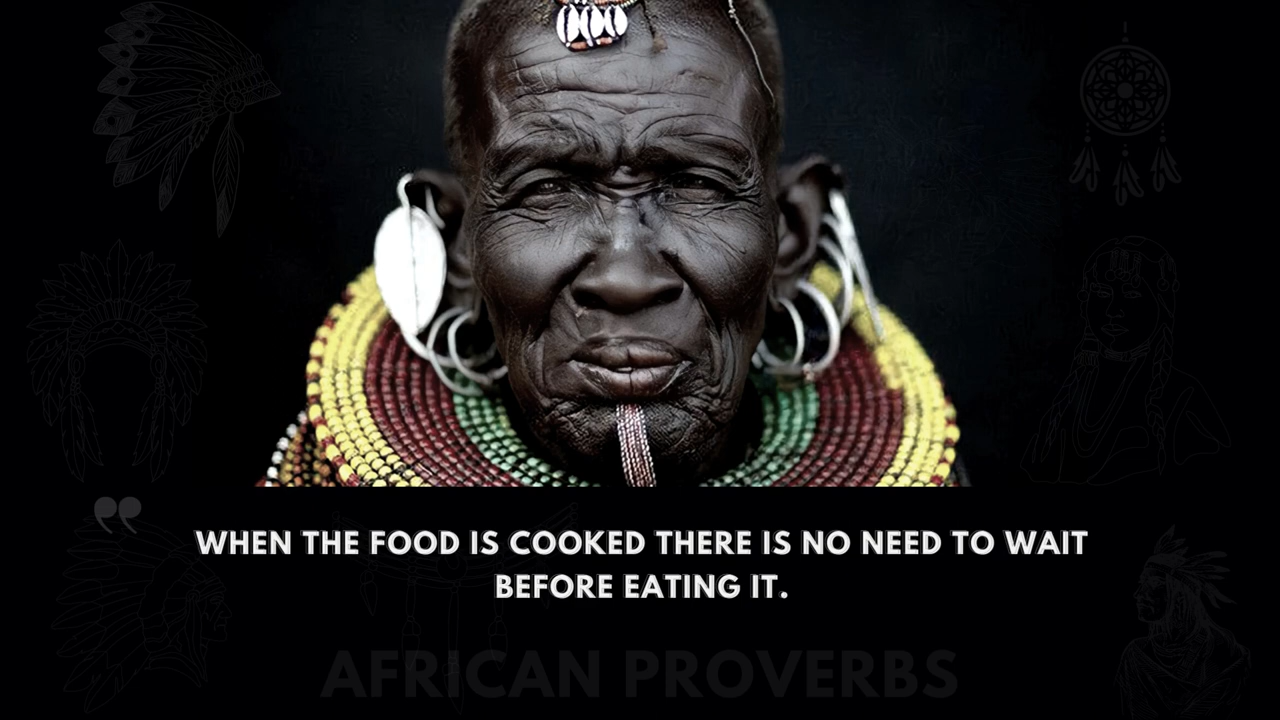 WHEN THE FOOD IS COOKED THERE IS NO NEED TO WAIT
BEFORE EATING IT.
AFRICAN PROVERBS